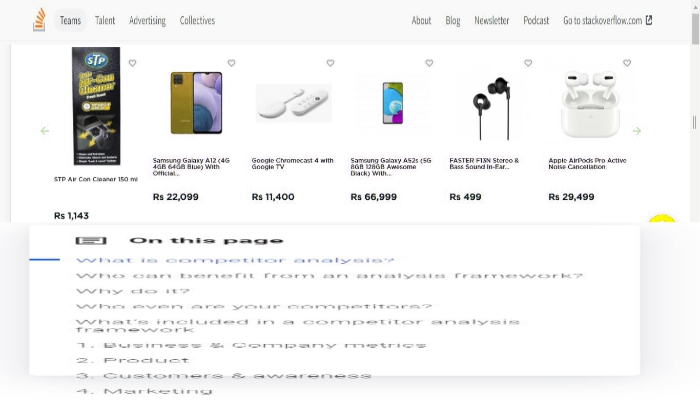 Teams Talent Advertising Collectives About Blog Newsletter Podcast Go to stackoverflow.com
STP
STP Air Con Cleaner 150 ml
Rs 1,143
Samsung Galaxy A12 (4G
4GB 64GB Blue) With
Official...
Rs 22,099
Google Chromecast 4 with
Google TV
Rs 11,400
Samsung Galaxy A52s (5G
8GB 128GB Awesome
Black) With...
Rs 66,999
FASTER F13N Stereo &
Bass Sound In-Ear...
Rs 499
Apple AirPods Pro Active
Noise Cancellation
Rs 29,499
On this page
What is competitor analysis?
Who can benefit from an analysis framework?
Why do it?
Who even are your competitors?
What's included in a competitor analysis
framework
1. Business & Company metrics
2. Product
3. Customers & awareness
4. Marketing